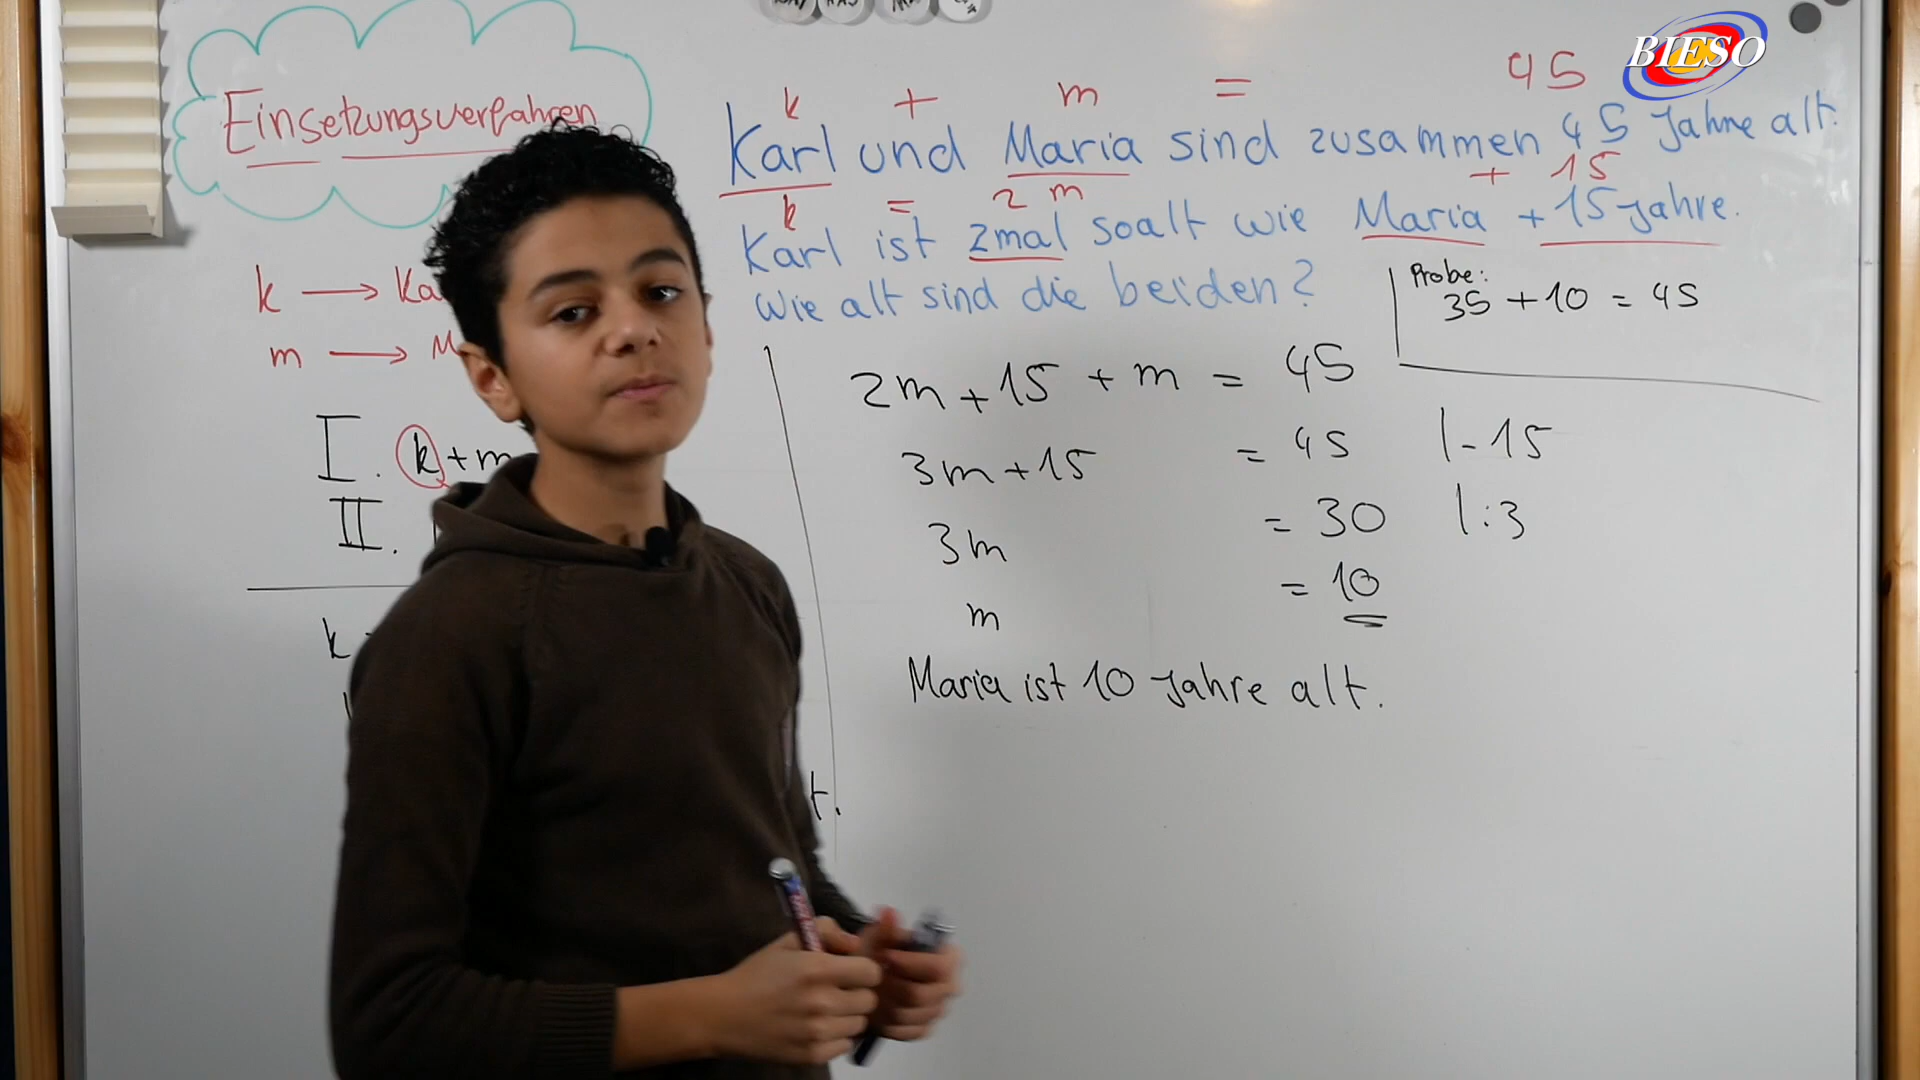 BIESO
Einsetzungsverfahren
k + m = 45
Karl und Maria sind zusammen 45 Jahre alt.
k = 2 m + 15
Karl ist 2mal soalt wie Maria + 15 Jahre.
Wie alt sind die beiden?
Probe:
35 + 10 = 45
k →
m →
I. k + m
II.
k
2m + 15 + m = 45
3m + 15 = 45 | - 15
3m = 30 | : 3
m = 10
Maria ist 10 Jahre alt.
t.